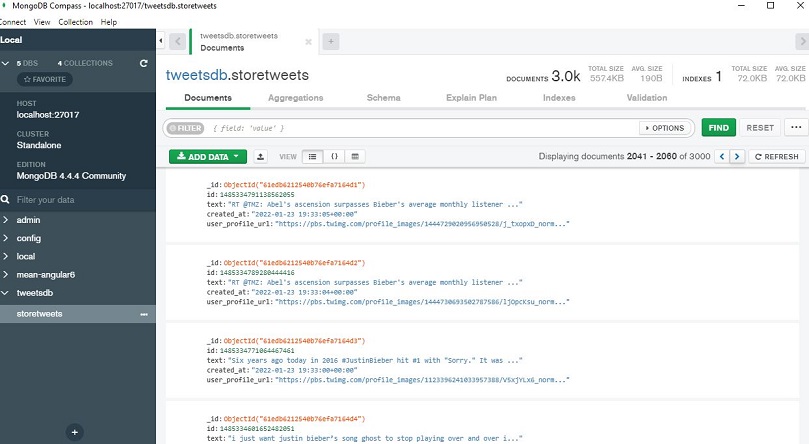 MongoDB Compass - localhost:27017/tweetsdb.storetweets
Connect View Collection Help
Local
5 DBS 4 COLLECTIONS
FAVORITE
HOST
localhost:27017
CLUSTER
Standalone
EDITION
MongoDB 4.4.4 Community
Filter your data
admin
config
local
mean-angular6
tweetsdb
storetweets
tweetsdb.storetweets
Documents
tweetsdb.storetweets
DOCUMENTS 3.0k TOTAL SIZE 557.4KB AVG. SIZE 190B INDEXES 1 TOTAL SIZE 72.0KB AVG. SIZE 72.0KB
Documents Aggregations Schema Explain Plan Indexes Validation
FILTER { field: 'value' } OPTIONS FIND RESET
ADD DATA VIEW Displaying documents 2041 - 2060 of 3000 REFRESH
_id:ObjectId("61edb6212540b76efa7164d1")
id:1485334791138562055
text:"RT @TMZ: Abel's ascension surpasses Bieber's average monthly listener ..."
created_at:"2022-01-23 19:33:05+00:00"
user_profile_url:"https://pbs.twimg.com/profile_images/1444729020956950528/j_txopxD_norm..."
_id:ObjectId("61edb6212540b76efa7164d2")
id:1485334789280444416
text:"RT @TMZ: Abel's ascension surpasses Bieber's average monthly listener ..."
created_at:"2022-01-23 19:33:04+00:00"
user_profile_url:"https://pbs.twimg.com/profile_images/1444730693502787586/ljOpcKsu_norm..."
_id:ObjectId("61edb6212540b76efa7164d3")
id:1485334771064467461
text:"Six years ago today in 2016 #JustinBieber hit #1 with "Sorry." It was ..."
created_at:"2022-01-23 19:33:00+00:00"
user_profile_url:"https://pbs.twimg.com/profile_images/1123396241033957388/VSxjYLx6_norm..."
_id:ObjectId("61edb6212540b76efa7164d4")
id:1485334601652482051
text:"i just want justin bieber's song ghost to stop playing over and over i..."